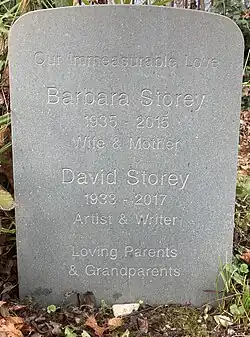 Our Immeasurable Love
Barbara Storey
1935 - 2015
Wife & Mother
David Storey
1933 - 2017
Artist & Writer
Loving Parents
& Grandparents